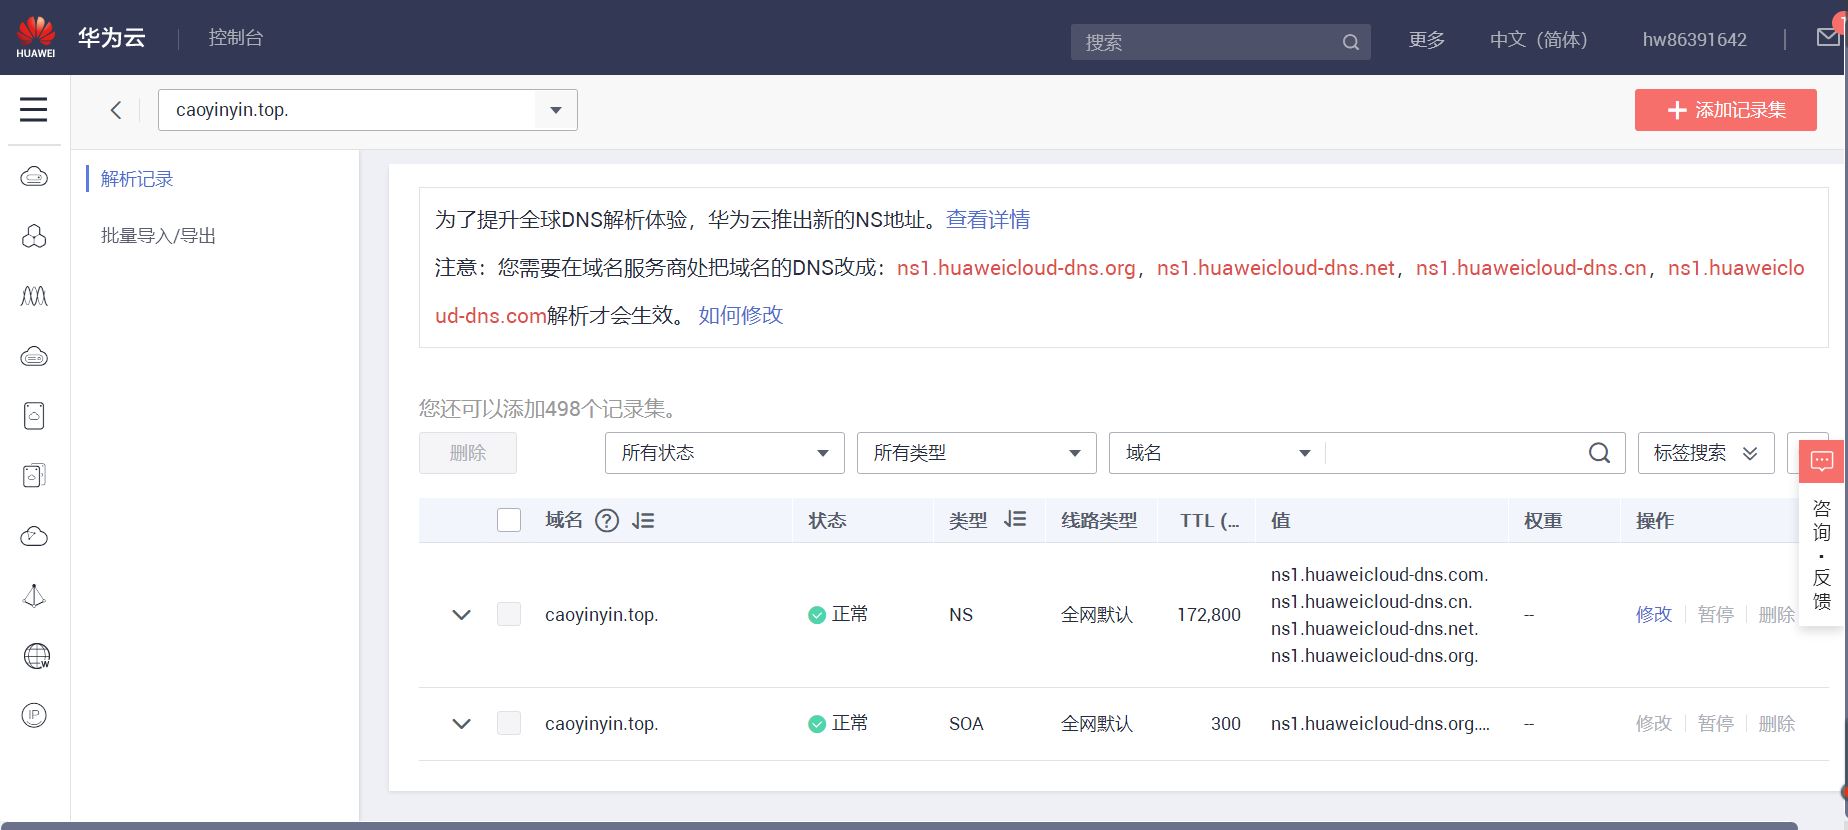 HUAWEI
华为云
控制台
搜索
更多
中文（简体）
hw86391642
caoyinyin.top.
添加记录集
解析记录
批量导入/导出
为了提升全球DNS解析体验，华为云推出新的NS地址。查看详情
注意：您需要在域名服务商处把域名的DNS改成：ns1.huaweicloud-dns.org，ns1.huaweicloud-dns.net，ns1.huaweicloud-dns.cn，ns1.huaweiclo
ud-dns.com解析才会生效。 如何修改
您还可以添加498个记录集。
删除
所有状态
所有类型
域名
标签搜索
域名 状态 类型 线路类型 TTL (... 值 权重 操作
caoyinyin.top. 正常 NS 全网默认 172,800
ns1.huaweicloud-dns.com.
ns1.huaweicloud-dns.cn.
ns1.huaweicloud-dns.net.
ns1.huaweicloud-dns.org.
-- 修改 暂停 删除
caoyinyin.top. 正常 SOA 全网默认 300 ns1.huaweicloud-dns.org.... -- 修改 暂停 删除
咨询·反馈